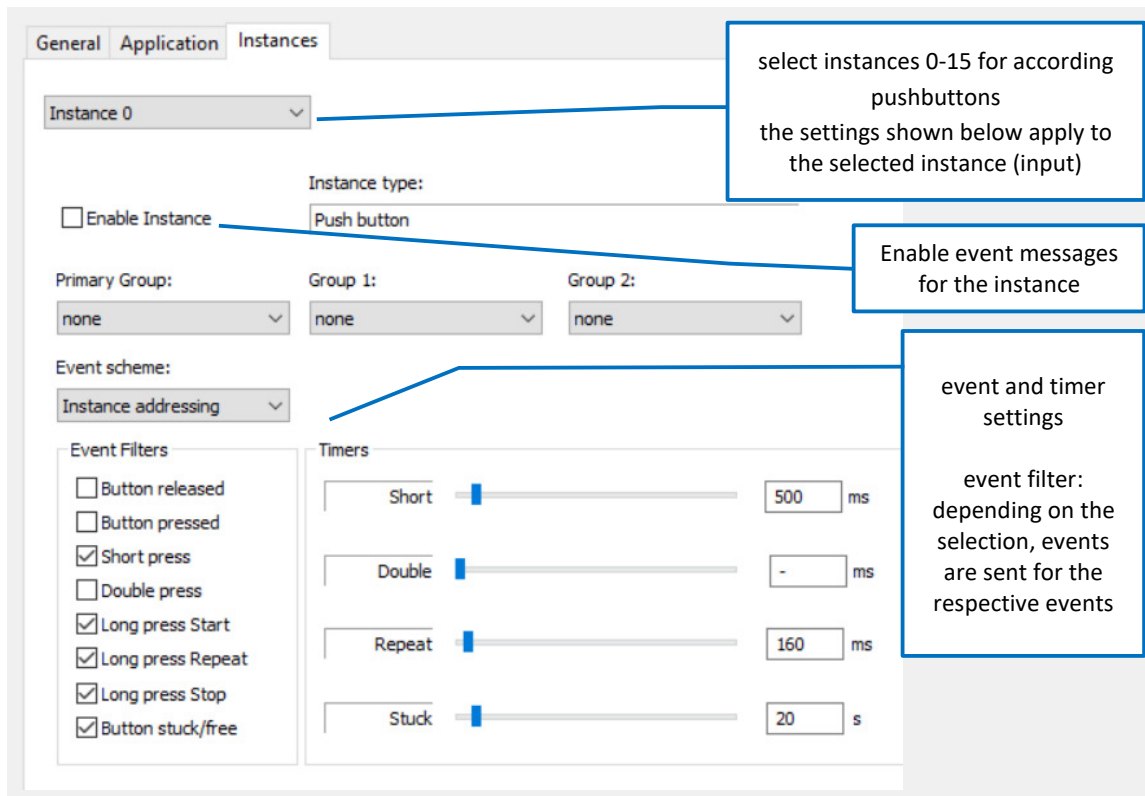 General Application Instances
select instances 0-15 for according
pushbuttons
the settings shown below apply to
the selected instance (input)
Instance 0
Instance type:
Enable Instance
Push button
Enable event messages
for the instance
Primary Group:
Group 1:
Group 2:
none
none
none
Event scheme:
Instance addressing
event and timer
settings
event filter:
depending on the
selection, events
are sent for the
respective events
Event Filters
Button released
Button pressed
Short press
Double press
Long press Start
Long press Repeat
Long press Stop
Button stuck/free
Timers
Short 500 ms
Double - ms
Repeat 160 ms
Stuck 20 s